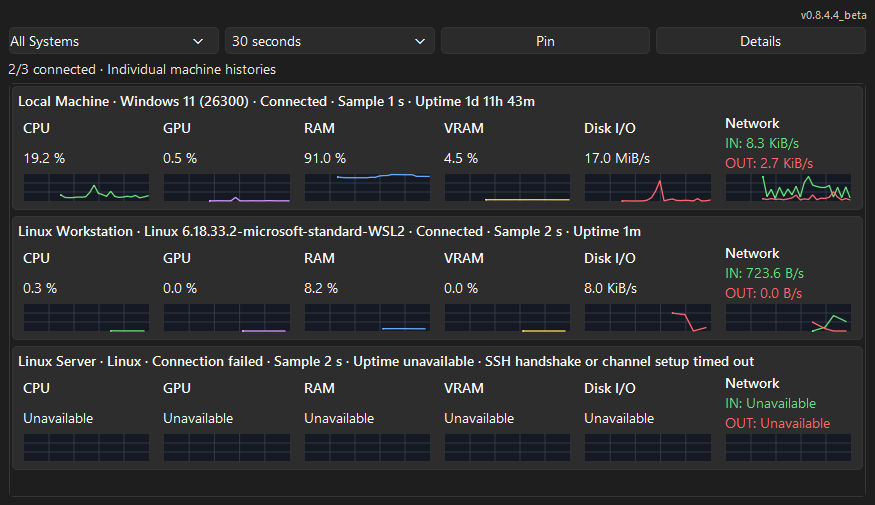 v0.8.4.4_beta
All Systems 30 seconds Pin Details
2/3 connected · Individual machine histories
Local Machine · Windows 11 (26300) · Connected · Sample 1 s · Uptime 1d 11h 43m
CPU GPU RAM VRAM Disk I/O Network
IN: 8.3 KiB/s
19.2 % 0.5 % 91.0 % 4.5 % 17.0 MiB/s
OUT: 2.7 KiB/s
Linux Workstation · Linux 6.18.33.2-microsoft-standard-WSL2 · Connected · Sample 2 s · Uptime 1m
CPU GPU RAM VRAM Disk I/O Network
IN: 723.6 B/s
0.3 % 0.0 % 8.2 % 0.0 % 8.0 KiB/s
OUT: 0.0 B/s
Linux Server · Linux · Connection failed · Sample 2 s · Uptime unavailable · SSH handshake or channel setup timed out
CPU GPU RAM VRAM Disk I/O Network
IN: Unavailable
Unavailable Unavailable Unavailable Unavailable Unavailable
OUT: Unavailable